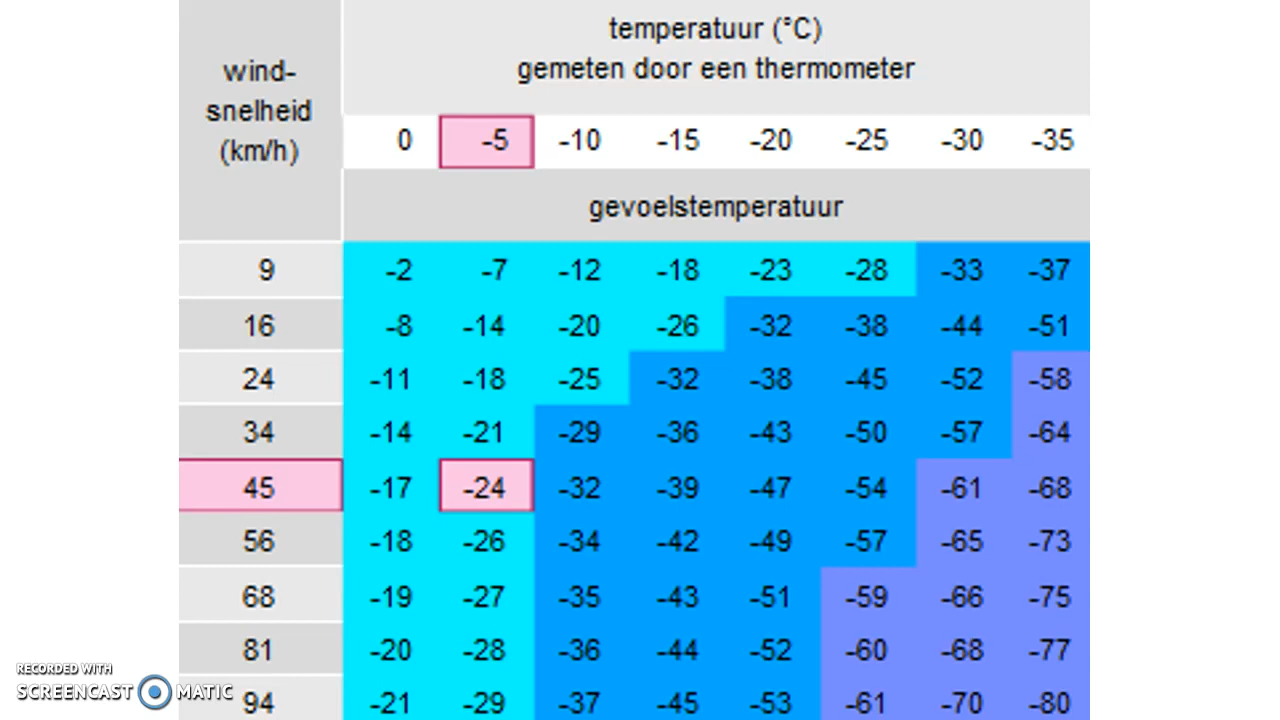 temperatuur (°C)
gemeten door een thermometer
wind-
snelheid
(km/h)
0 -5 -10 -15 -20 -25 -30 -35
gevoelstemperatuur
9 -2 -7 -12 -18 -23 -28 -33 -37
16 -8 -14 -20 -26 -32 -38 -44 -51
24 -11 -18 -25 -32 -38 -45 -52 -58
34 -14 -21 -29 -36 -43 -50 -57 -64
45 -17 -24 -32 -39 -47 -54 -61 -68
56 -18 -26 -34 -42 -49 -57 -65 -73
68 -19 -27 -35 -43 -51 -59 -66 -75
81 -20 -28 -36 -44 -52 -60 -68 -77
94 -21 -29 -37 -45 -53 -61 -70 -80
RECORDED WITH
SCREENCAST MATIC